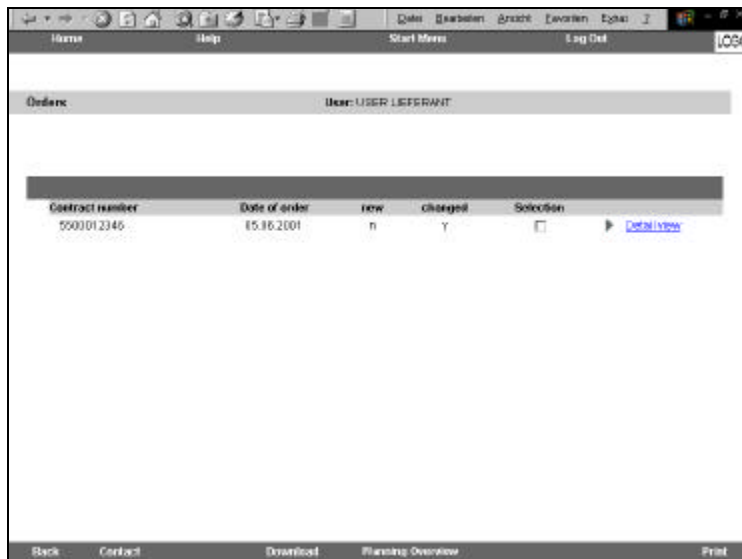 Datei Bearbeiten Ansicht Favoriten Extras ?
Home Help Start Menu Log Out
Orders: User: USER LIEFERANT
Contract number Date of order new changed Selection
5500012346 05.06.2001 n Y Detail view
Back Contact Download Planning Overview Print